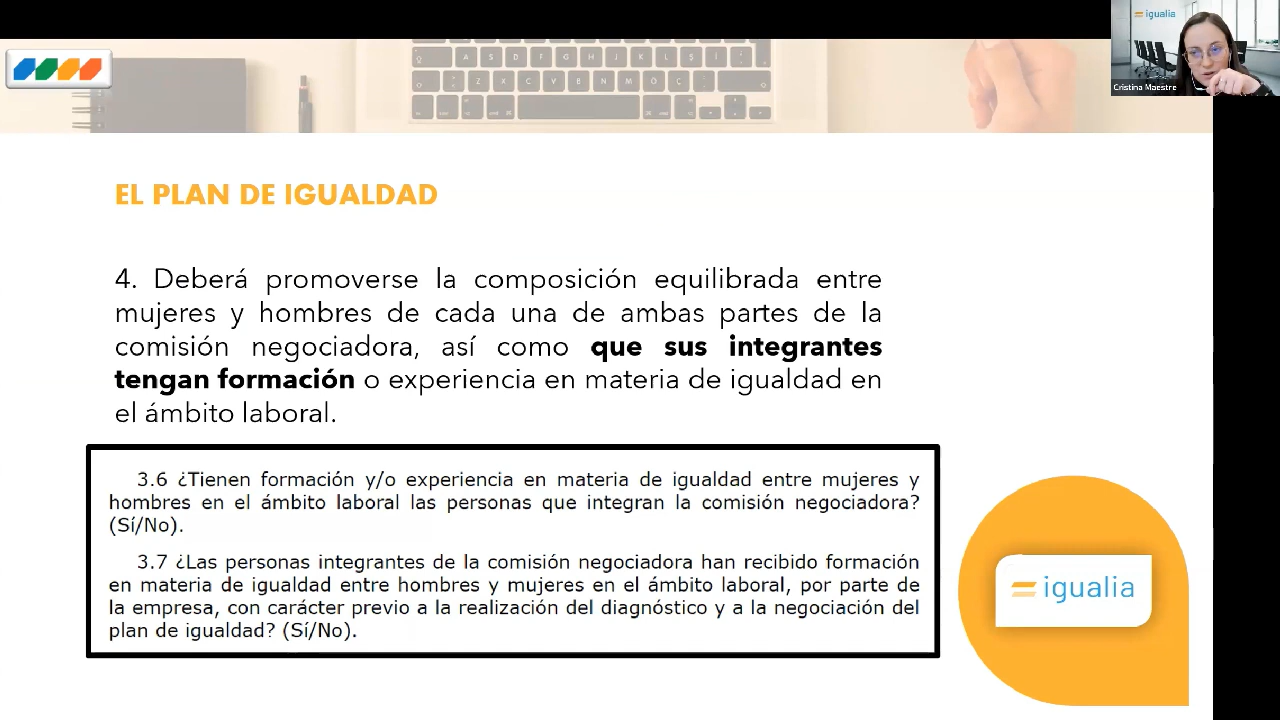 igualia
Cristina Maestre
EL PLAN DE IGUALDAD
4. Deberá promoverse la composición equilibrada entre
mujeres y hombres de cada una de ambas partes de la
comisión negociadora, así como que sus integrantes
tengan formación o experiencia en materia de igualdad en
el ámbito laboral.
3.6 ¿Tienen formación y/o experiencia en materia de igualdad entre mujeres y
hombres en el ámbito laboral las personas que integran la comisión negociadora?
(Sí/No).
3.7 ¿Las personas integrantes de la comisión negociadora han recibido formación
en materia de igualdad entre hombres y mujeres en el ámbito laboral, por parte de
la empresa, con carácter previo a la realización del diagnóstico y a la negociación del
plan de igualdad? (Sí/No).
igualia